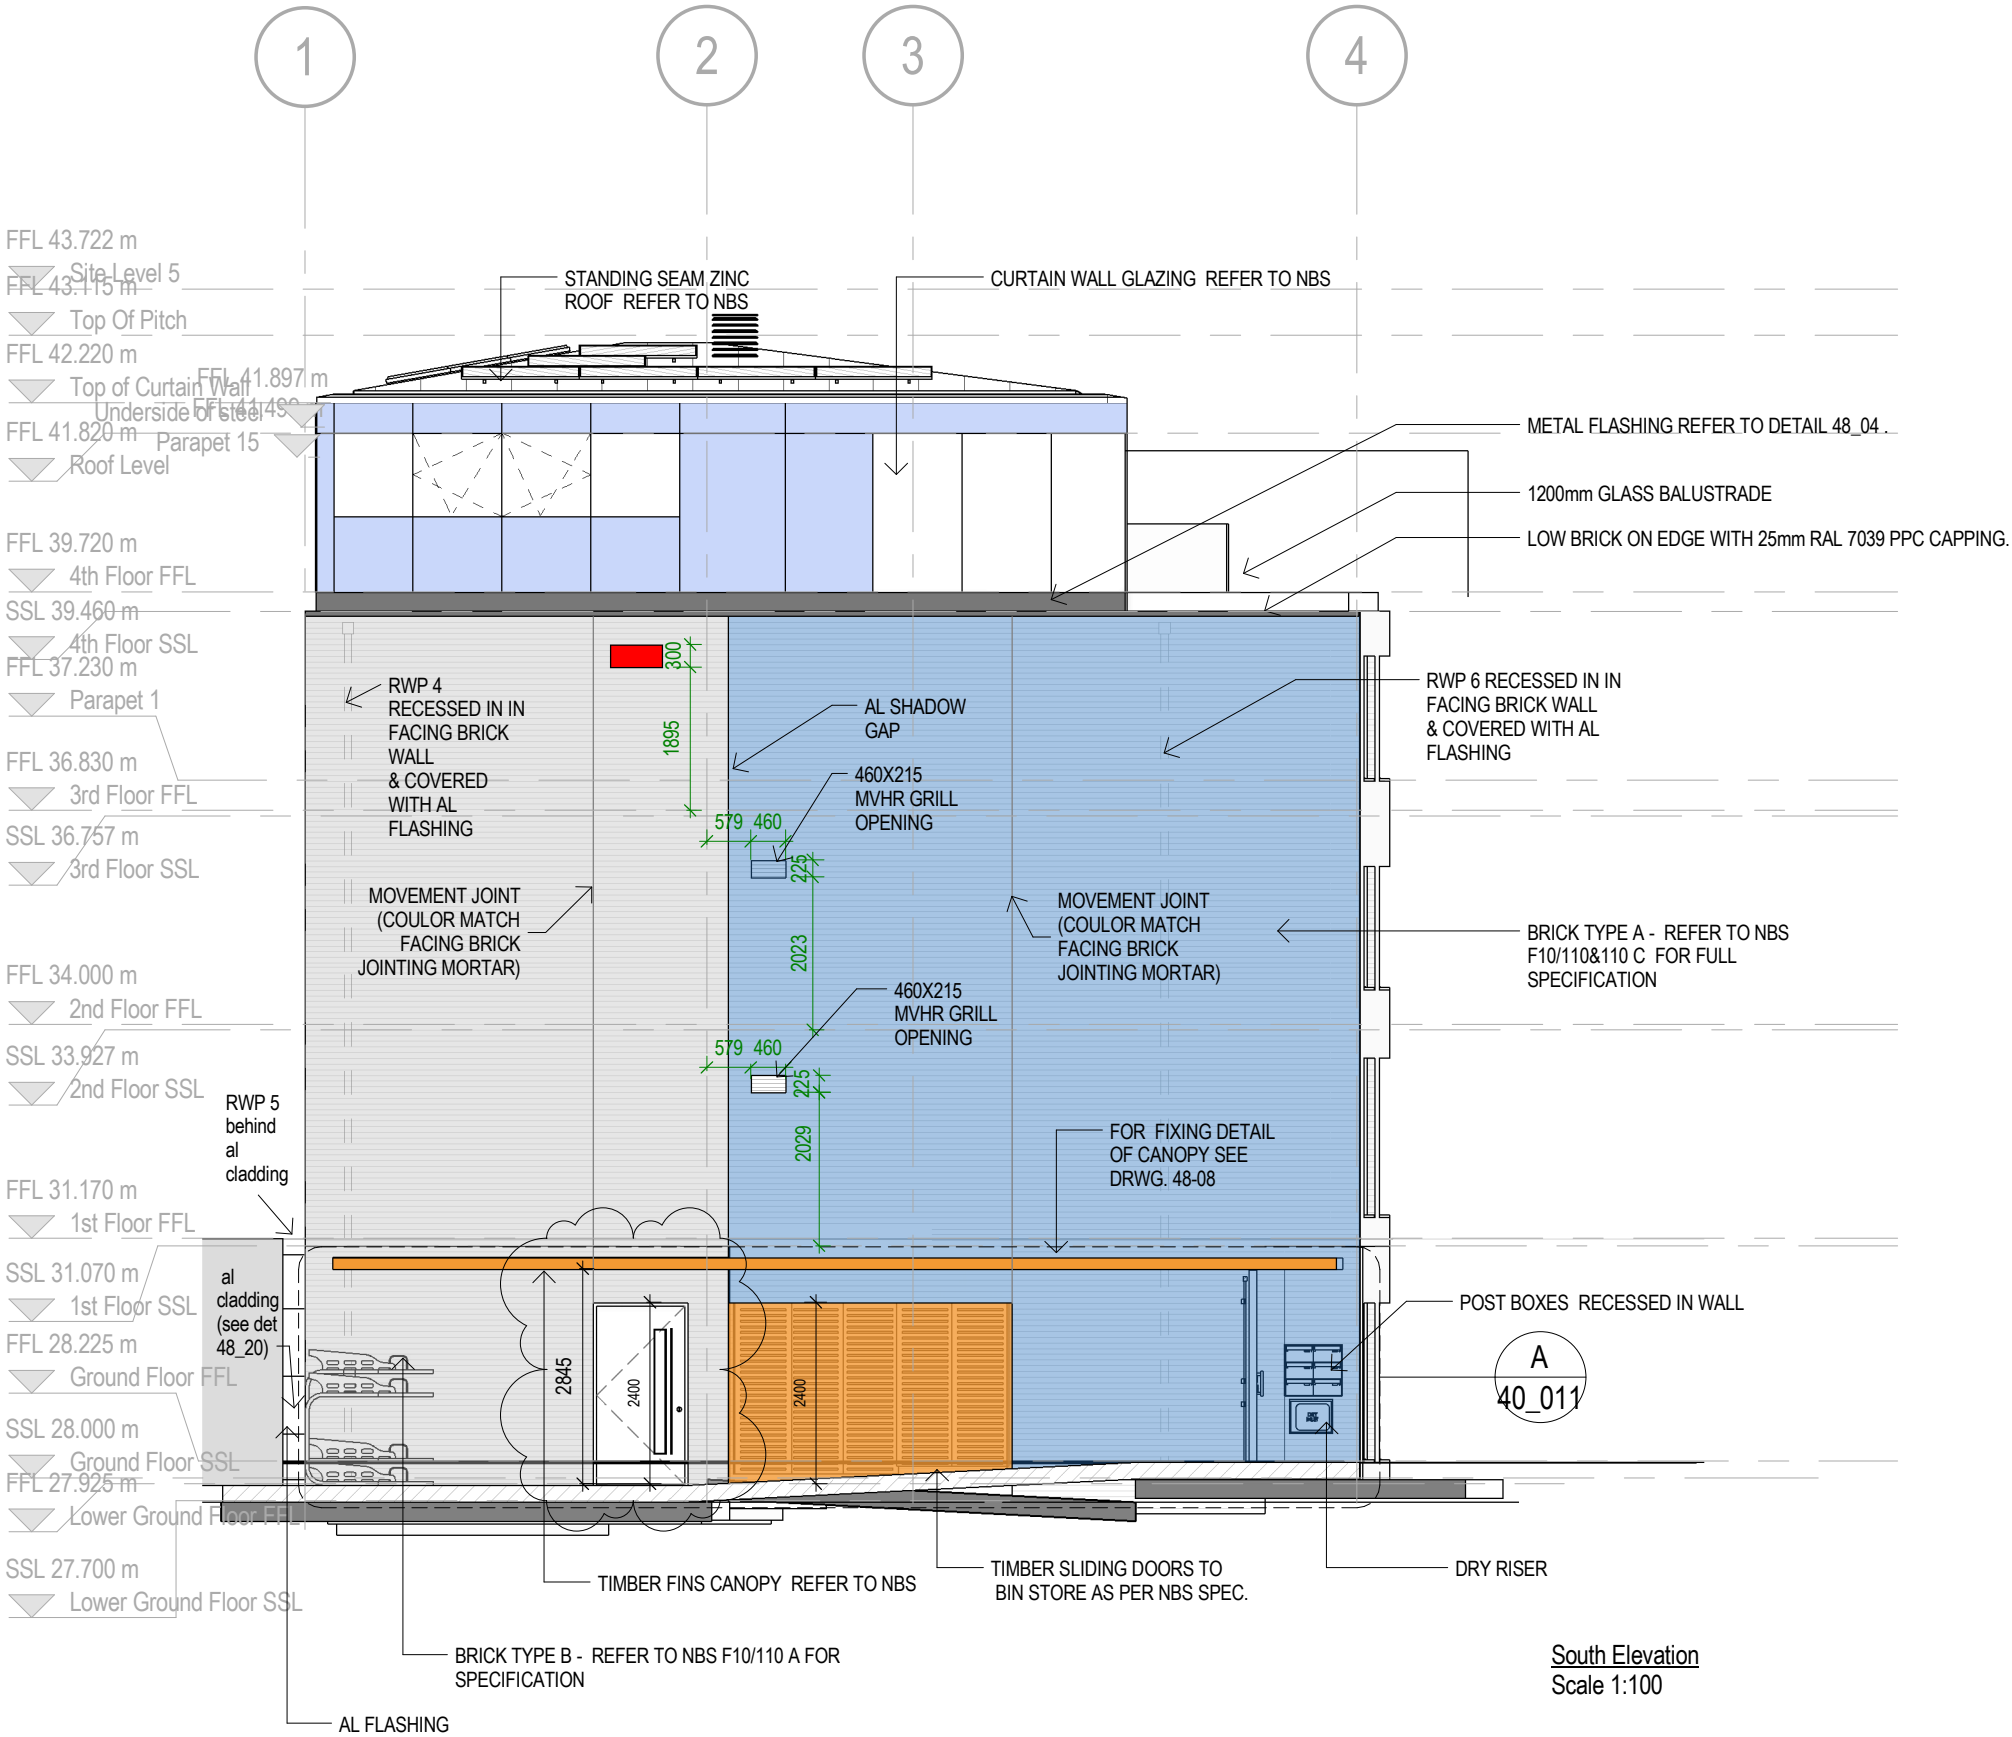 1
2
3
4
FFL 43.722 m
Site Level 5
FFL 43.115 m
Top Of Pitch
FFL 42.220 m
Top of Curtain Wall
FFL 41.897 m
Underside of steel
FFL 41.820 m
Parapet 15
Roof Level
FFL 39.720 m
4th Floor FFL
SSL 39.460 m
4th Floor SSL
FFL 37.230 m
Parapet 1
FFL 36.830 m
3rd Floor FFL
SSL 36.757 m
3rd Floor SSL
FFL 34.000 m
2nd Floor FFL
SSL 33.927 m
2nd Floor SSL
FFL 31.170 m
1st Floor FFL
SSL 31.070 m
1st Floor SSL
FFL 28.225 m
Ground Floor FFL
SSL 28.000 m
Ground Floor SSL
FFL 27.925 m
Lower Ground Floor FFL
SSL 27.700 m
Lower Ground Floor SSL
STANDING SEAM ZINC
ROOF REFER TO NBS
CURTAIN WALL GLAZING REFER TO NBS
METAL FLASHING REFER TO DETAIL 48_04 .
1200mm GLASS BALUSTRADE
LOW BRICK ON EDGE WITH 25mm RAL 7039 PPC CAPPING.
300
1895
RWP 4
RECESSED IN IN
FACING BRICK
WALL
& COVERED
WITH AL
FLASHING
AL SHADOW
GAP
460X215
MVHR GRILL
OPENING
RWP 6 RECESSED IN IN
FACING BRICK WALL
& COVERED WITH AL
FLASHING
579 460
225
2023
MOVEMENT JOINT
(COULOR MATCH
FACING BRICK
JOINTING MORTAR)
MOVEMENT JOINT
(COULOR MATCH
FACING BRICK
JOINTING MORTAR)
BRICK TYPE A - REFER TO NBS
F10/110&110 C FOR FULL
SPECIFICATION
460X215
MVHR GRILL
OPENING
579 460
225
2029
RWP 5
behind
al
cladding
FOR FIXING DETAIL
OF CANOPY SEE
DRWG. 48-08
al
cladding
(see det
48_20)
2845
2400
2400
POST BOXES RECESSED IN WALL
A
40_011
TIMBER FINS CANOPY REFER TO NBS
TIMBER SLIDING DOORS TO
BIN STORE AS PER NBS SPEC.
DRY RISER
BRICK TYPE B - REFER TO NBS F10/110 A FOR
SPECIFICATION
AL FLASHING
South Elevation
Scale 1:100